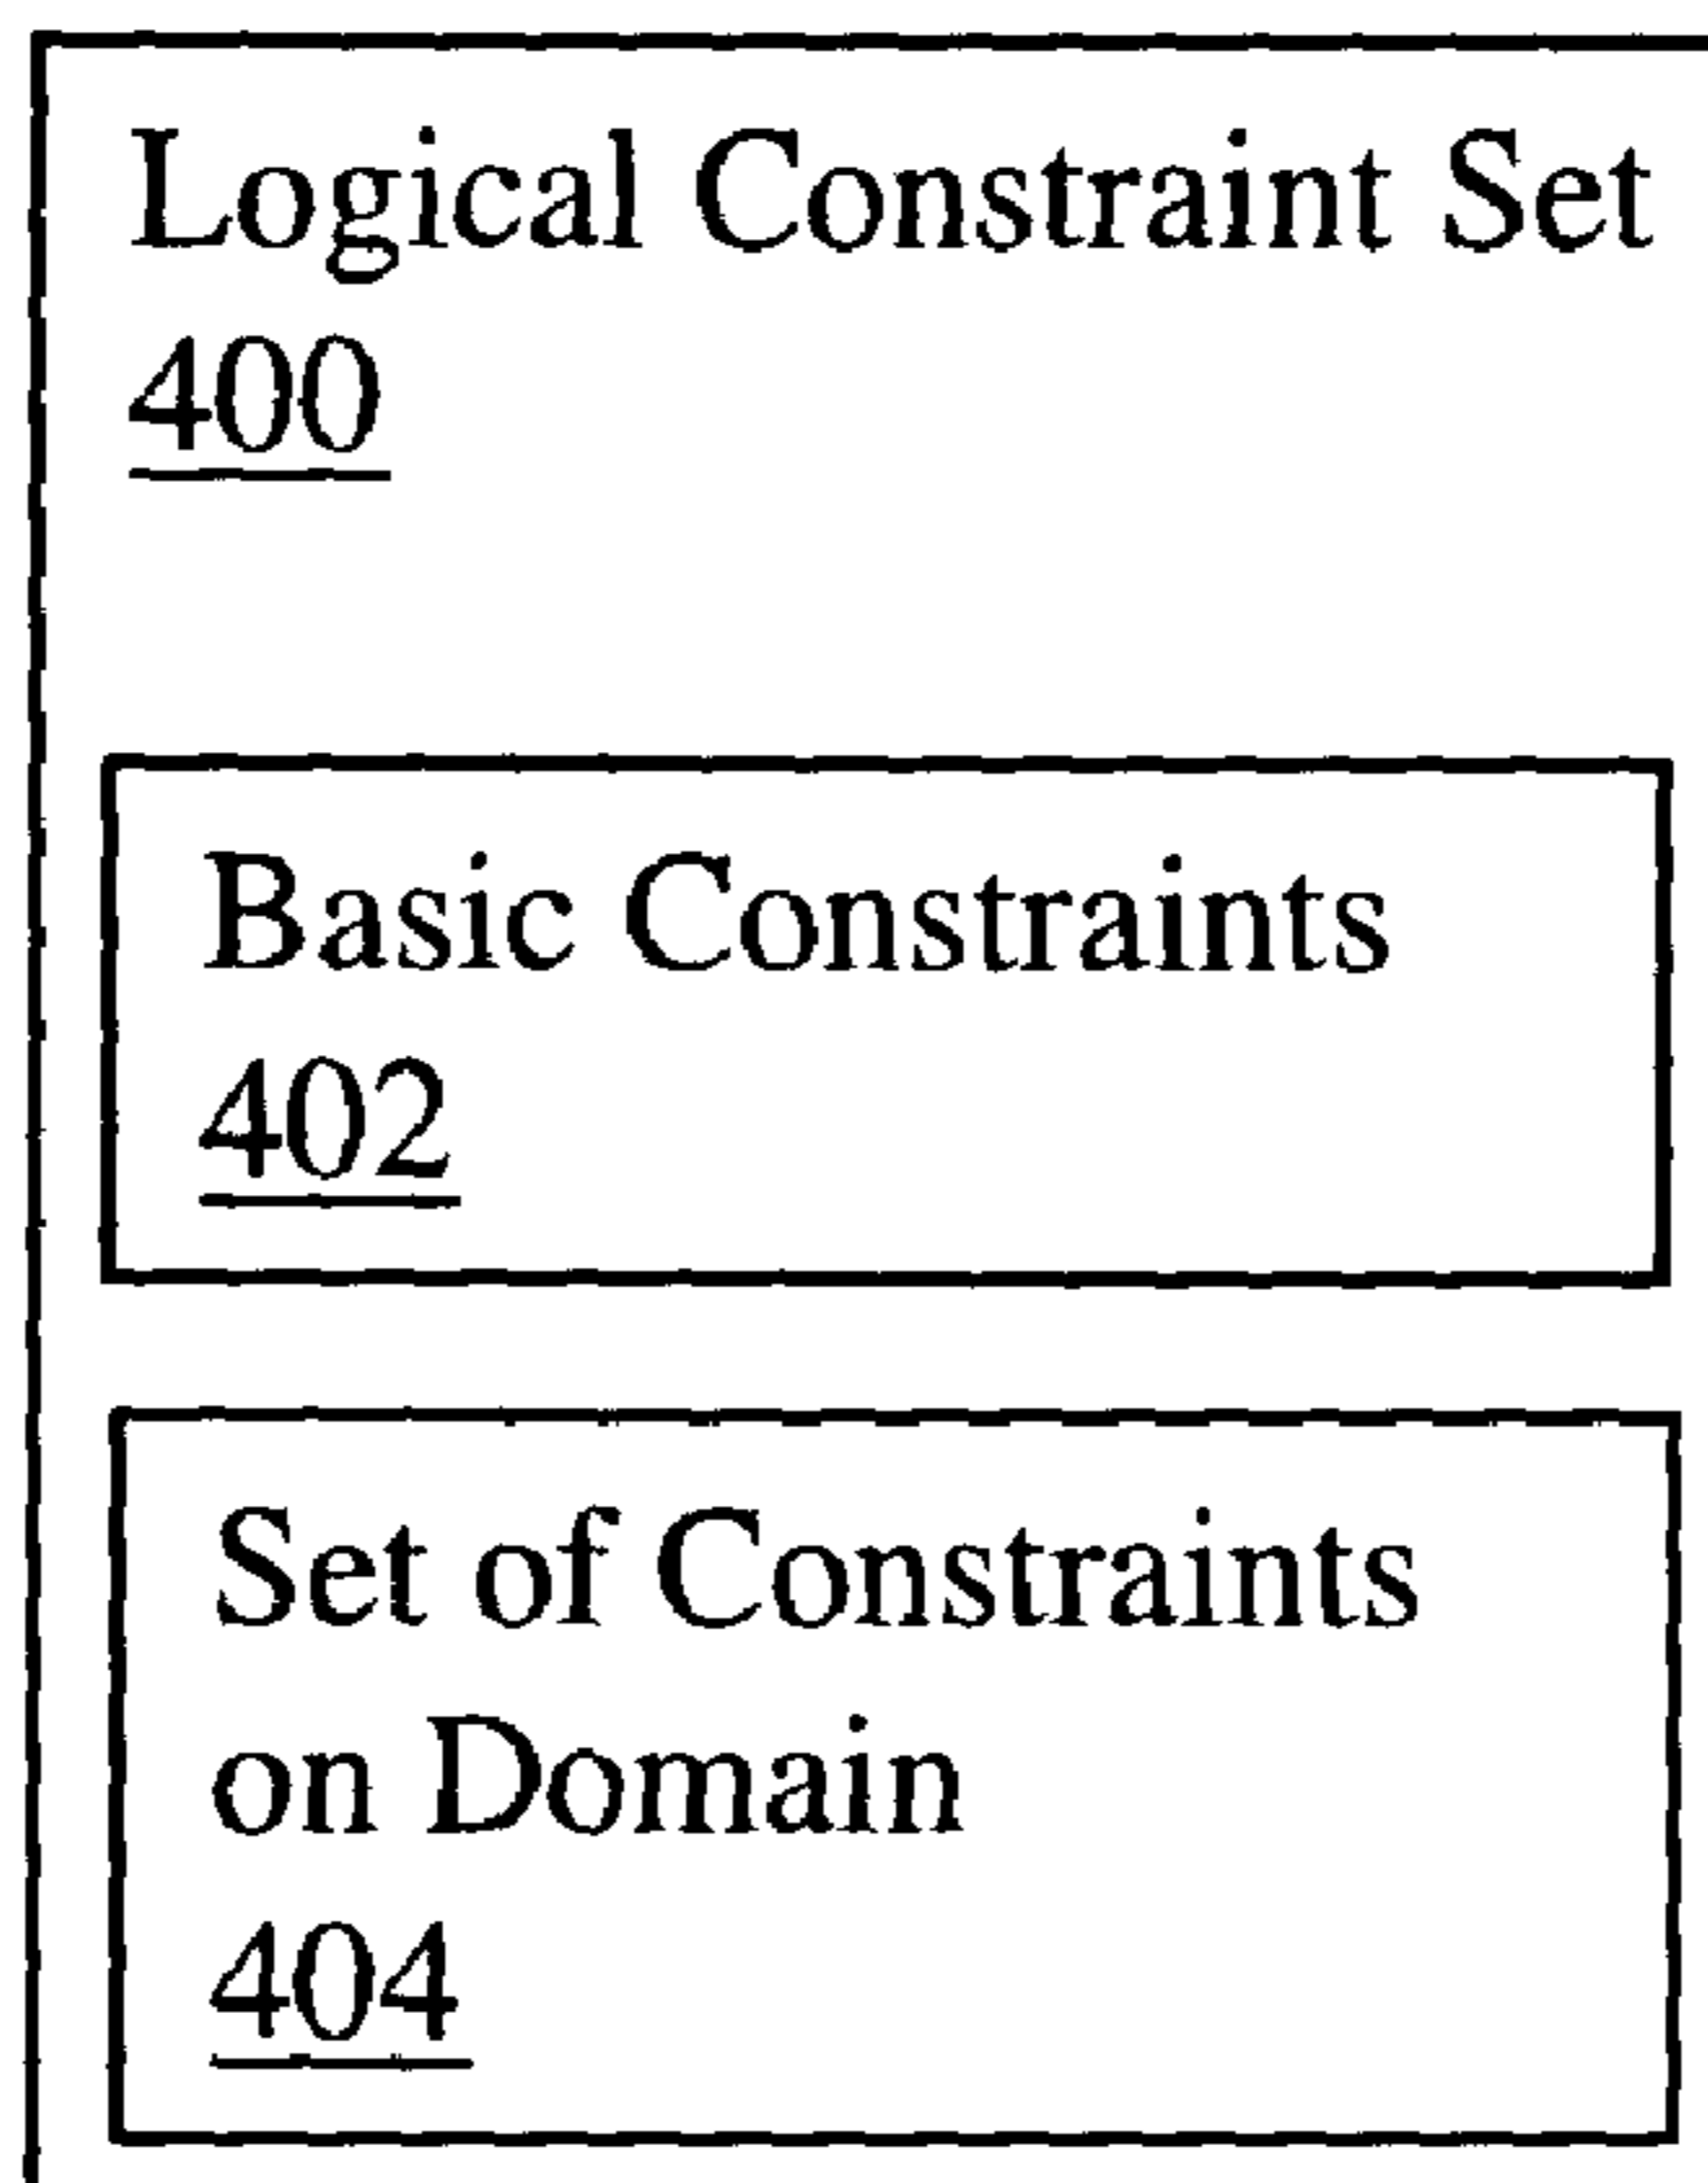 Logical Constraint Set
400
Basic Constraints
402
Set of Constraints
on Domain
404